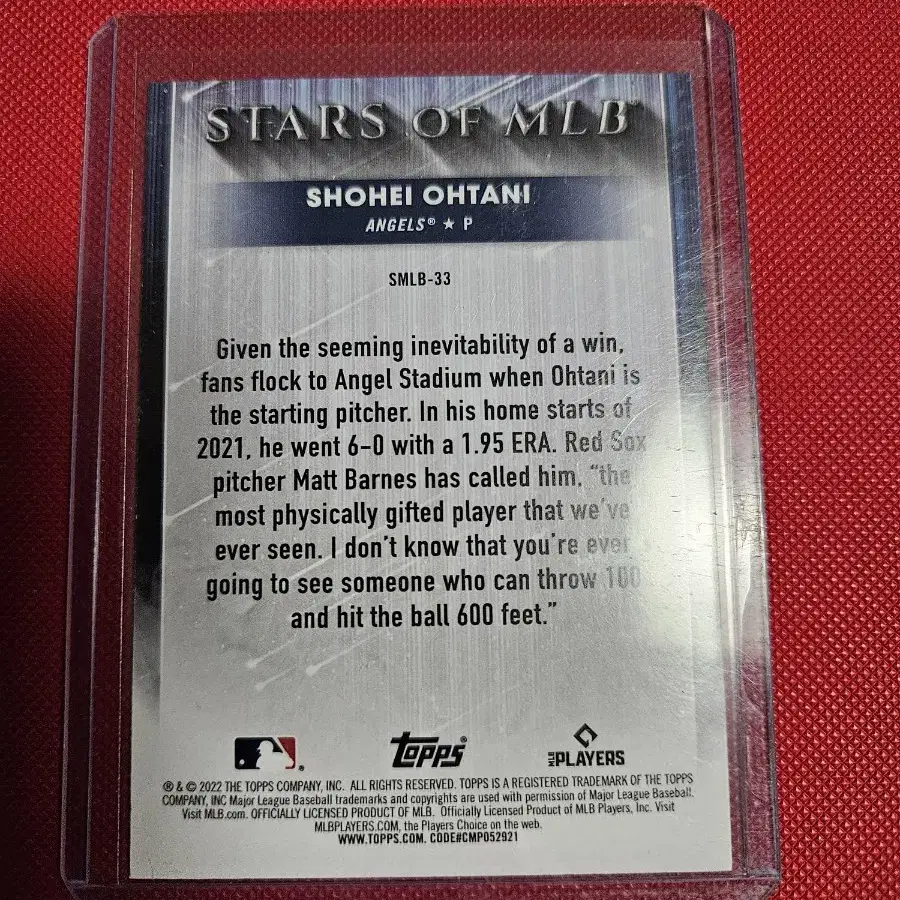 STARS OF MLB®
SHOHEI OHTANI
ANGELS® ★ P
SMLB-33
Given the seeming inevitability of a win,
fans flock to Angel Stadium when Ohtani is
the starting pitcher. In his home starts of
2021, he went 6-0 with a 1.95 ERA. Red Sox
pitcher Matt Barnes has called him, “the
most physically gifted player that we’ve
ever seen. I don’t know that you’re ever
going to see someone who can throw 100
and hit the ball 600 feet.”
topps®
MLB PLAYERS
® & © 2022 THE TOPPS COMPANY, INC. ALL RIGHTS RESERVED. TOPPS IS A REGISTERED TRADEMARK OF THE TOPPS
COMPANY, INC Major League Baseball trademarks and copyrights are used with permission of Major League Baseball.
Visit MLB.com. OFFICIALLY LICENSED PRODUCT OF MLB. Officially Licensed Product of MLB Players, Inc. Visit
MLBPLAYERS.COM, the Players Choice on the web.
WWW.TOPPS.COM. CODE#CMP052921